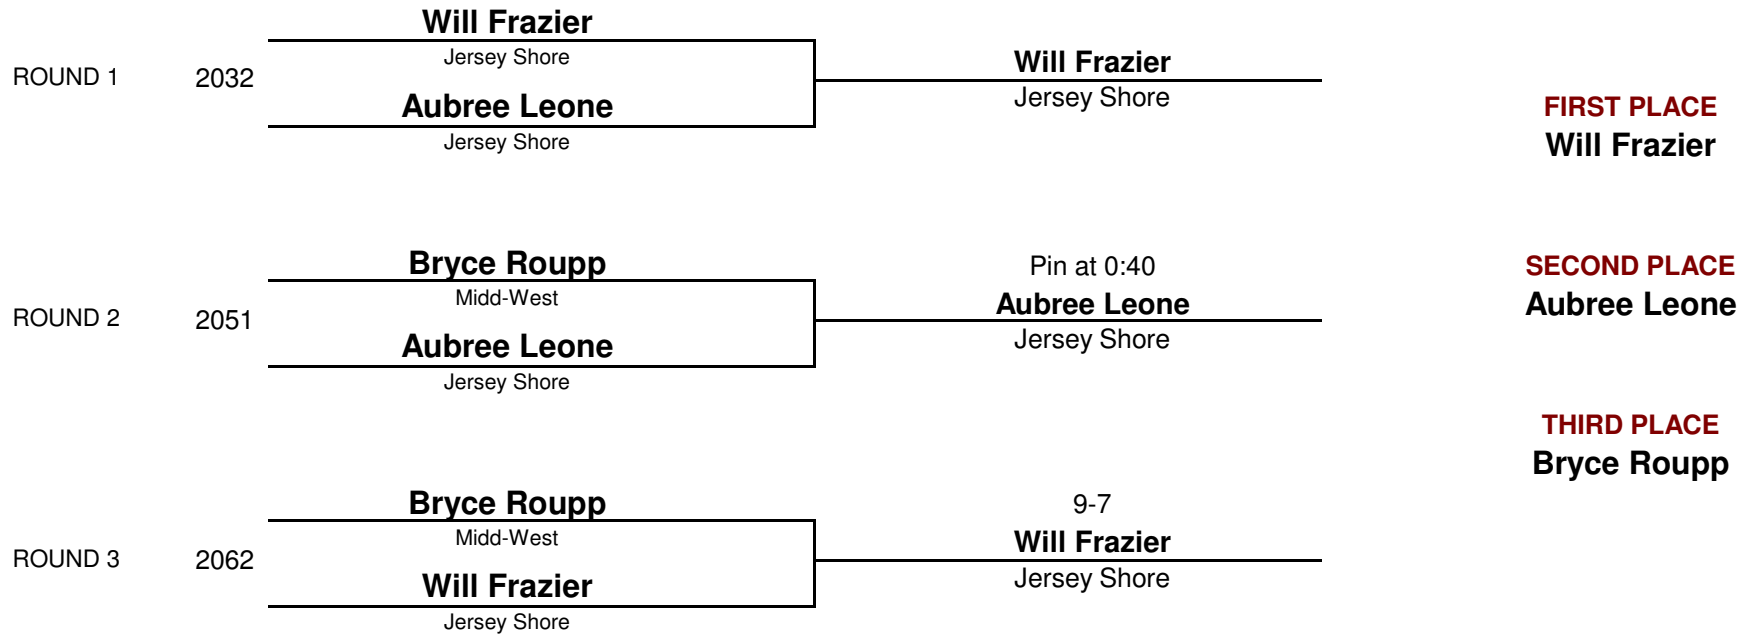 Will Frazier
Jersey Shore
ROUND 1
2032
Aubree Leone
Jersey Shore
Will Frazier
Jersey Shore
FIRST PLACE
Will Frazier
Bryce Roupp
Midd-West
ROUND 2
2051
Aubree Leone
Jersey Shore
Pin at 0:40
Aubree Leone
Jersey Shore
SECOND PLACE
Aubree Leone
THIRD PLACE
Bryce Roupp
Bryce Roupp
Midd-West
ROUND 3
2062
Will Frazier
Jersey Shore
9-7
Will Frazier
Jersey Shore